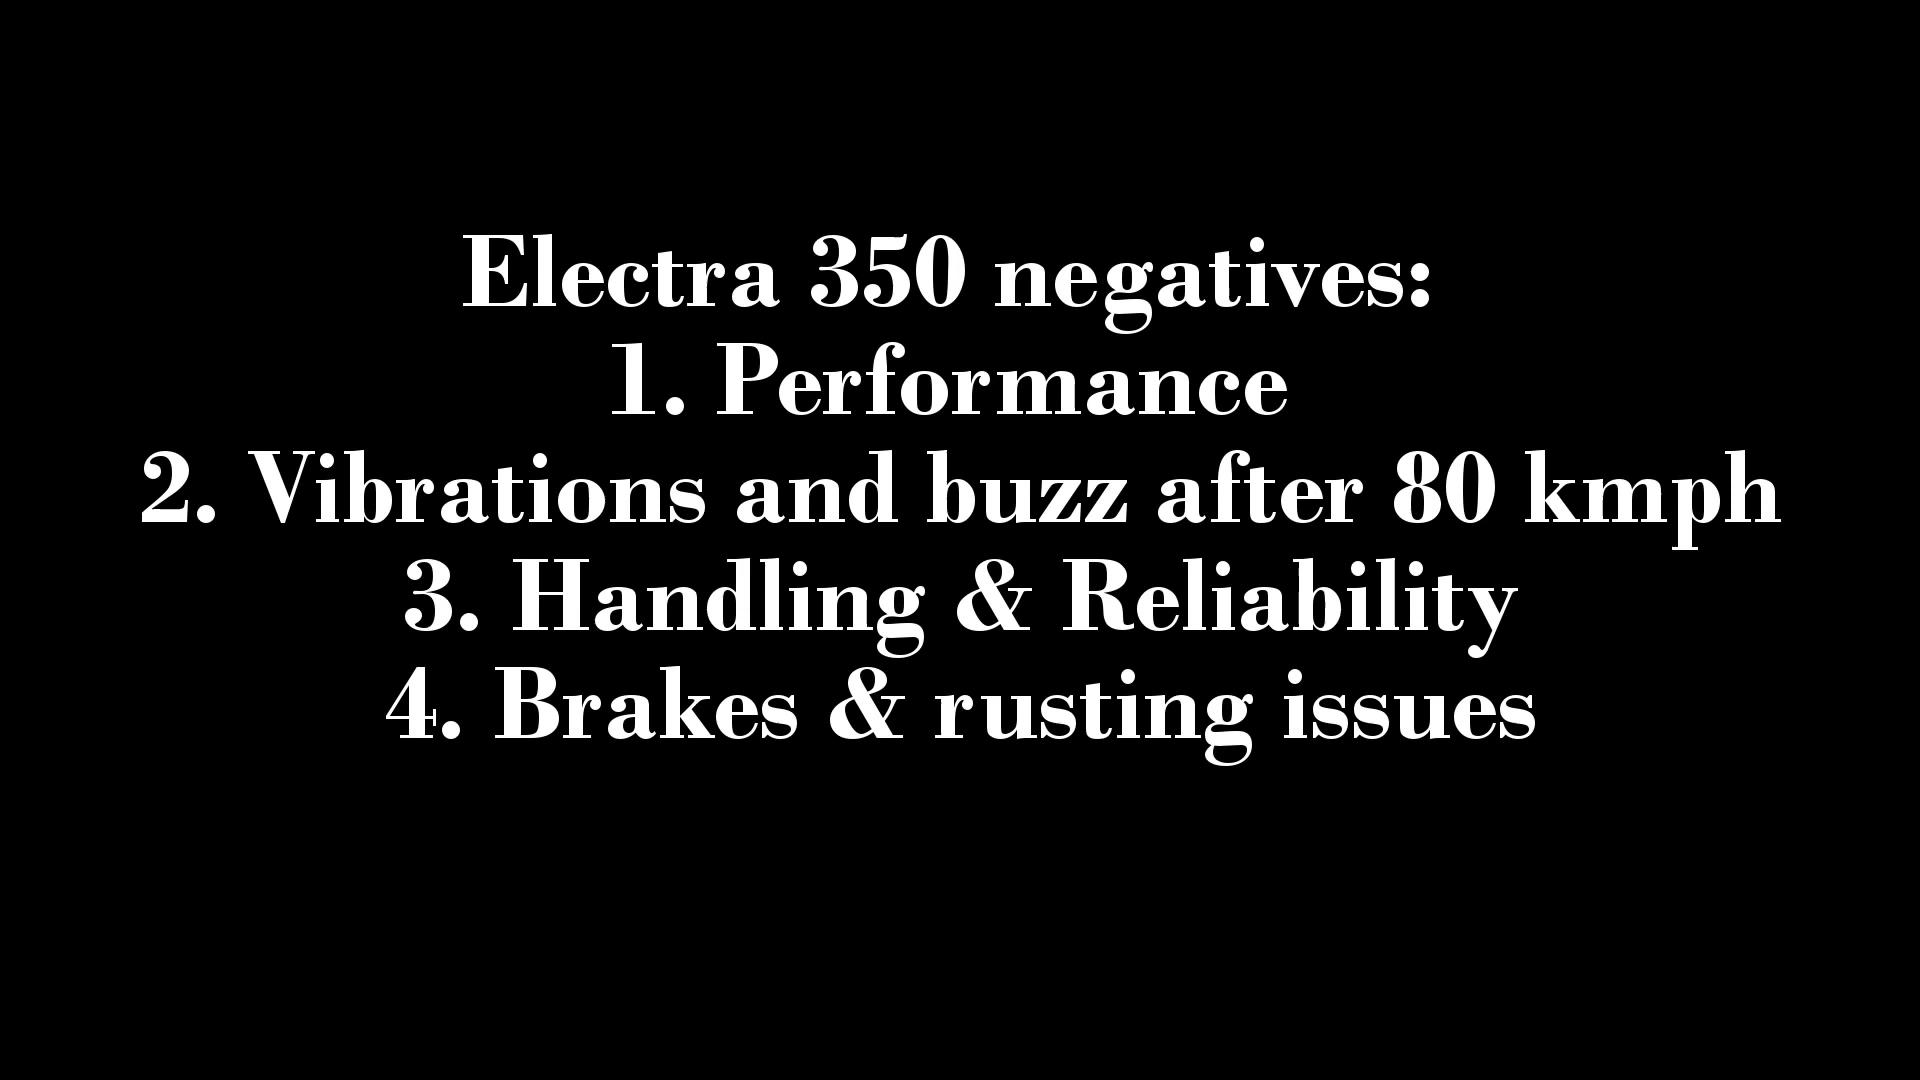 Electra 350 negatives:
1. Performance
2. Vibrations and buzz after 80 kmph
3. Handling & Reliability
4. Brakes & rusting issues